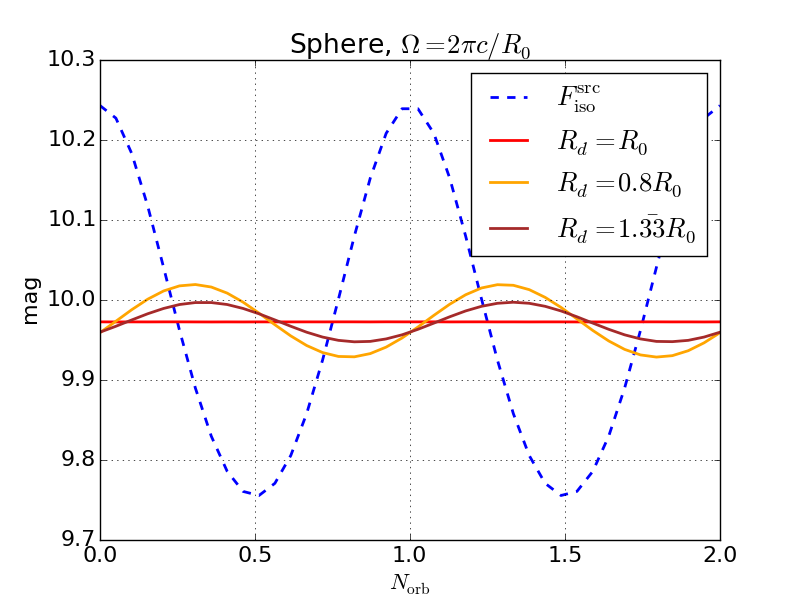 Sphere, Ω=2πc/R₀
10.3
10.2
10.1
10.0
9.9
9.8
9.7
mag
F_iso^src
R_d = R₀
R_d = 0.8R₀
R_d = 1.33̄R₀
0.0 0.5 1.0 1.5 2.0
N_orb